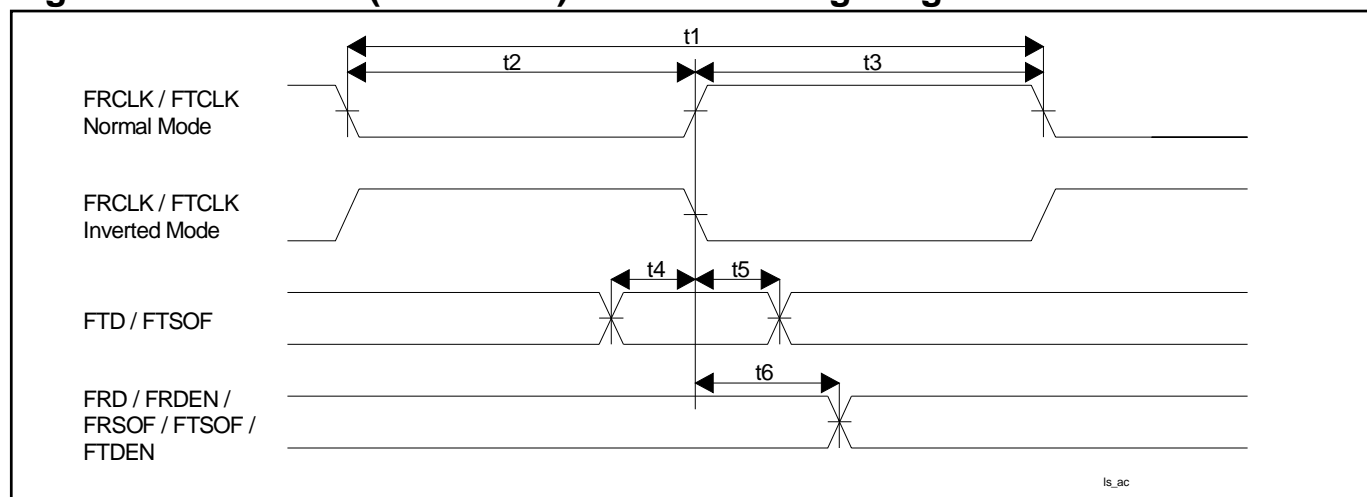 t1
t2
t3
FRCLK / FTCLK
Normal Mode
FRCLK / FTCLK
Inverted Mode
t4
t5
FTD / FTSOF
t6
FRD / FRDEN /
FRSOF / FTSOF /
FTDEN
ls_ac